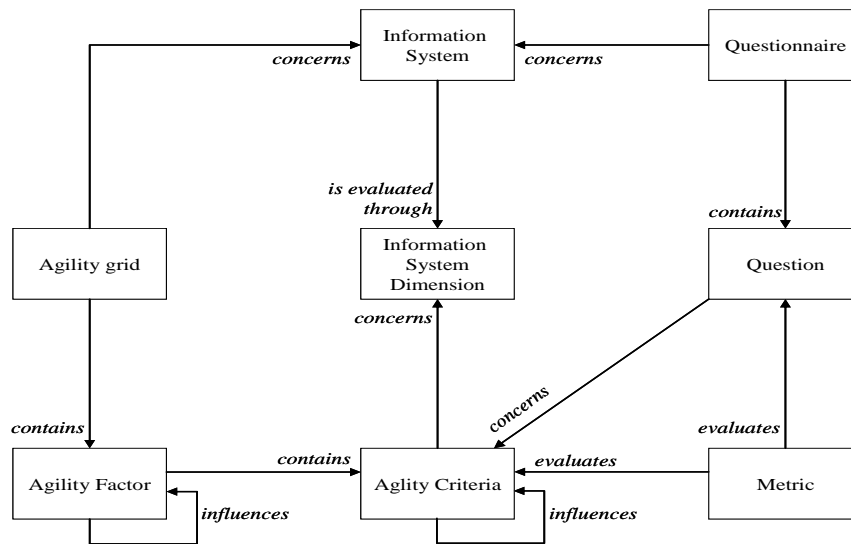 Information
System
Questionnaire
concerns
concerns
is evaluated
through
contains
Agility grid
Information
System
Dimension
Question
concerns
concerns
contains
contains
evaluates
Agility Factor
Aglity Criteria
evaluates
Metric
influences
influences